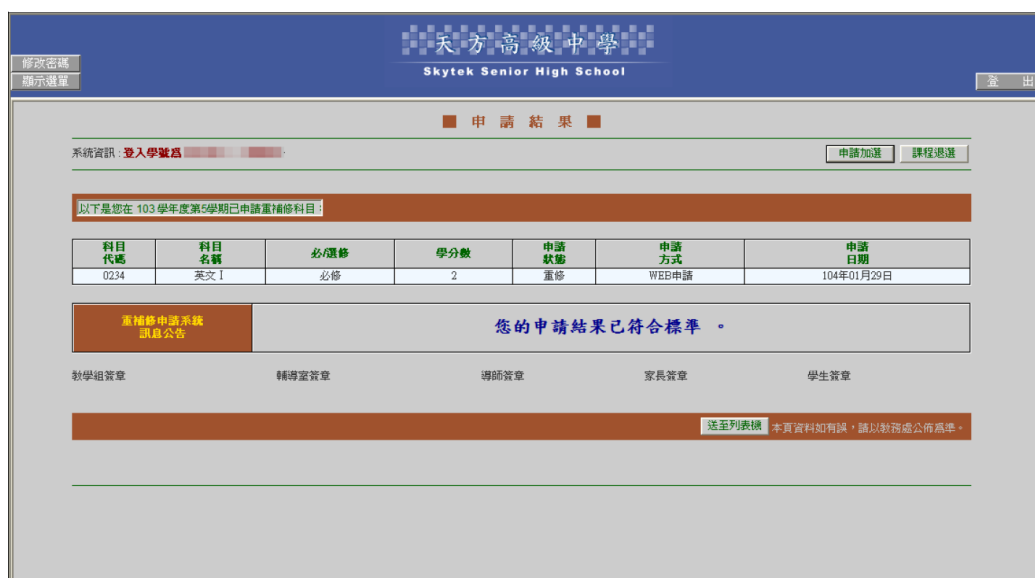 天方高級中學
Skytek Senior High School
修改密碼
顯示選單
登 出
■ 申 請 結 果 ■
系統資訊 : 登入學號為
申請加選 課程退選
以下是您在 103 學年度第5學期已申請重補修科目 :
科目代碼 科目名稱 必/選修 學分數 申請狀態 申請方式 申請日期
0234 英文 I 必修 2 重修 WEB申請 104年01月29日
重補修申請系統
訊息公告
您的申請結果已符合標準 。
教學組簽章 輔導室簽章 導師簽章 家長簽章 學生簽章
送至列表機 本頁資料如有誤,請以教務處公佈為準。